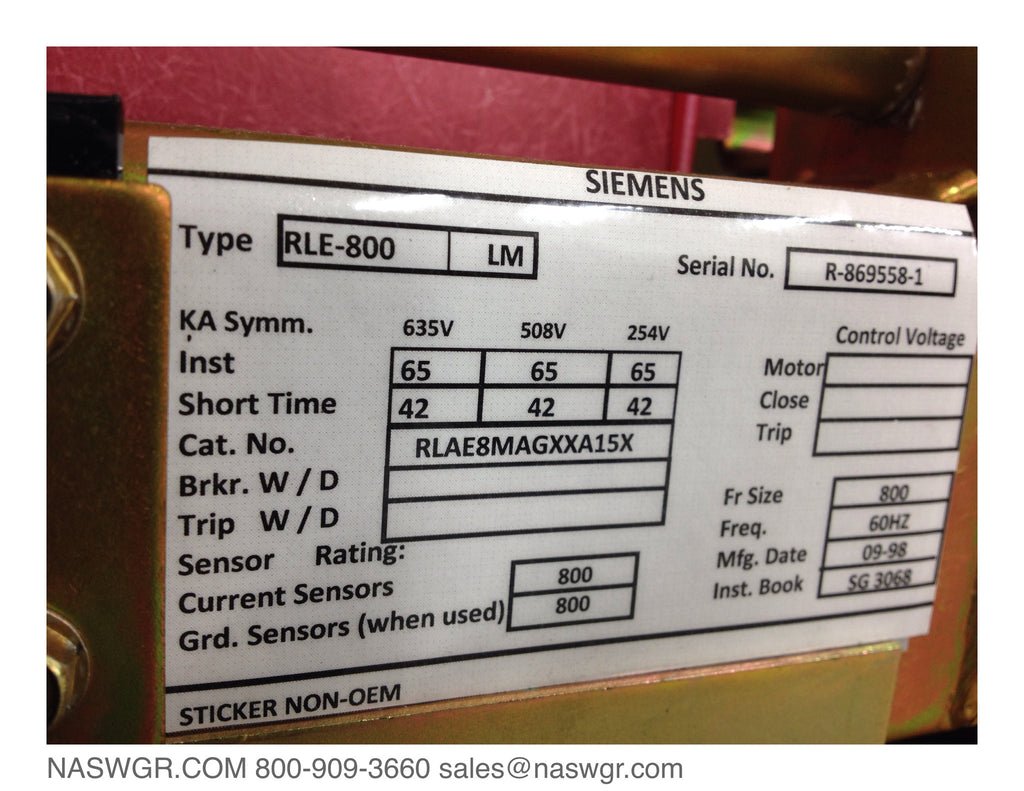 SIEMENS
Type RLE-800 LM
Serial No. R-869558-1
KA Symm. 635V 508V 254V
Inst 65 65 65
Short Time 42 42 42
Cat. No. RLAE8MAGXXA15X
Brkr. W / D
Trip W / D
Sensor Rating:
Current Sensors 800
Grd. Sensors (when used) 800
Control Voltage
Motor
Close
Trip
Fr Size 800
Freq. 60HZ
Mfg. Date 09-98
Inst. Book SG 3068
STICKER NON-OEM
NASWGR.COM 800-909-3660 sales@naswgr.com